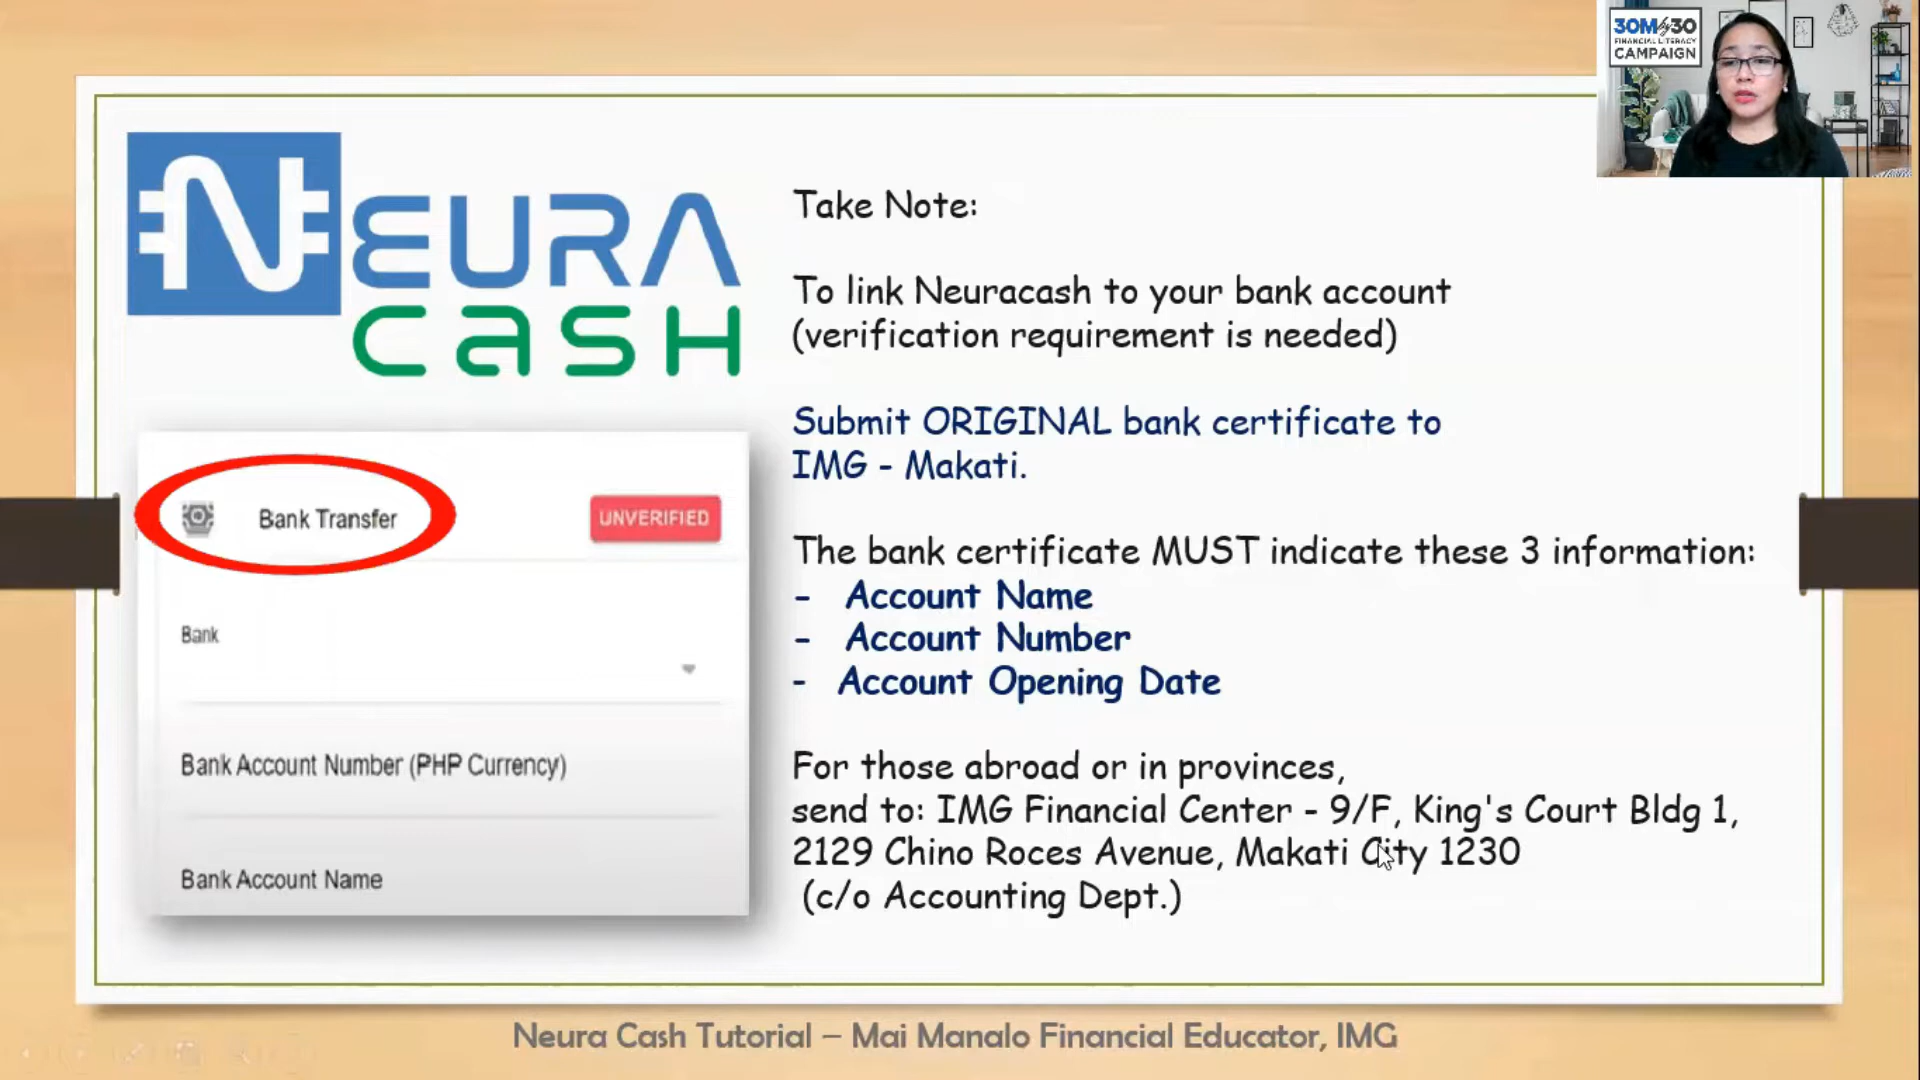 30M by 30
FINANCIAL LITERACY
CAMPAIGN
NEURA
CASH
Take Note:
To link Neuracash to your bank account
(verification requirement is needed)
Submit ORIGINAL bank certificate to
IMG - Makati.
The bank certificate MUST indicate these 3 information:
- Account Name
- Account Number
- Account Opening Date
For those abroad or in provinces,
send to: IMG Financial Center - 9/F, King's Court Bldg 1,
2129 Chino Roces Avenue, Makati City 1230
(c/o Accounting Dept.)
Bank Transfer
UNVERIFIED
Bank
Bank Account Number (PHP Currency)
Bank Account Name
Neura Cash Tutorial – Mai Manalo Financial Educator, IMG